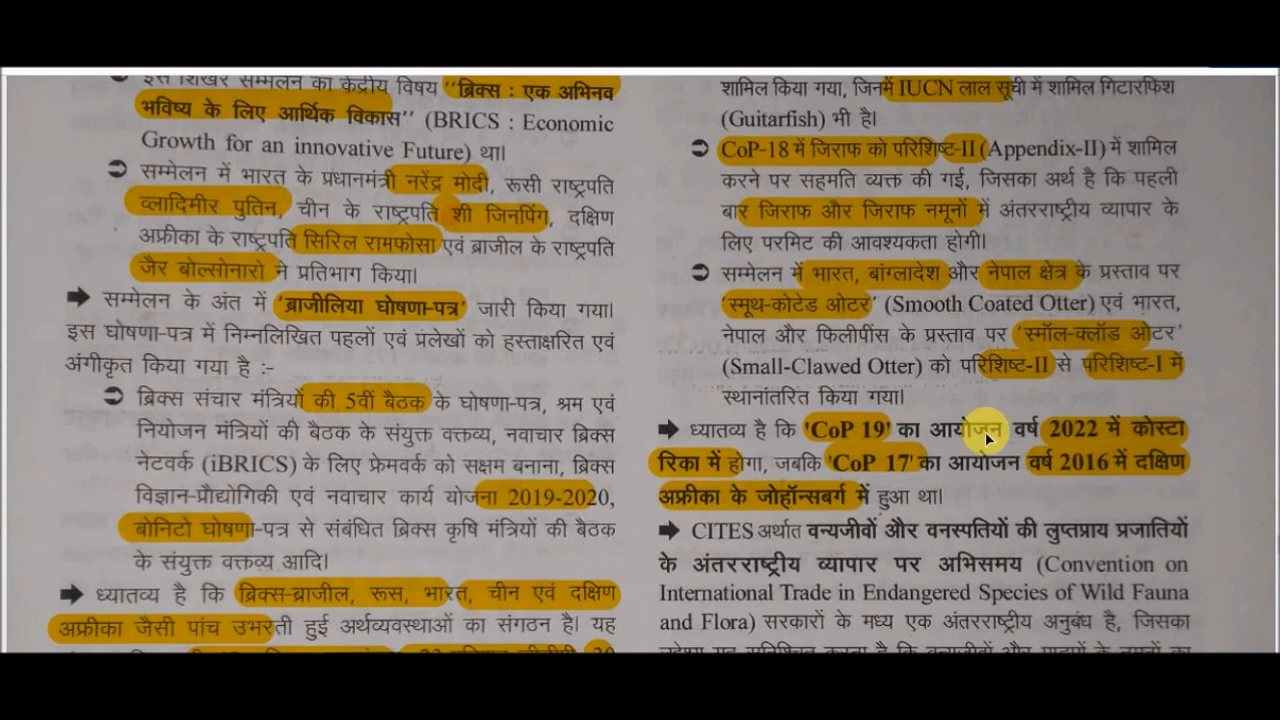 इस शिखर सम्मेलन का केंद्रीय विषय "ब्रिक्स : एक अभिनव
भविष्य के लिए आर्थिक विकास" (BRICS : Economic
Growth for an innovative Future) था।
➲ सम्मेलन में भारत के प्रधानमंत्री नरेंद्र मोदी, रूसी राष्ट्रपति
व्लादिमीर पुतिन, चीन के राष्ट्रपति शी जिनपिंग, दक्षिण
अफ्रीका के राष्ट्रपति सिरिल रामफोसा एवं ब्राजील के राष्ट्रपति
जैर बोल्सोनारो ने प्रतिभाग किया।
➡ सम्मेलन के अंत में 'ब्राजीलिया घोषणा-पत्र' जारी किया गया।
इस घोषणा-पत्र में निम्नलिखित पहलों एवं प्रलेखों को हस्ताक्षरित एवं
अंगीकृत किया गया है :-
➲ ब्रिक्स संचार मंत्रियों की 5वीं बैठक के घोषणा-पत्र, श्रम एवं
नियोजन मंत्रियों की बैठक के संयुक्त वक्तव्य, नवाचार ब्रिक्स
नेटवर्क (iBRICS) के लिए फ्रेमवर्क को सक्षम बनाना, ब्रिक्स
विज्ञान-प्रौद्योगिकी एवं नवाचार कार्य योजना 2019-2020,
बोनिटो घोषणा-पत्र से संबंधित ब्रिक्स कृषि मंत्रियों की बैठक
के संयुक्त वक्तव्य आदि।
➡ ध्यातव्य है कि ब्रिक्स-ब्राजील, रूस, भारत, चीन एवं दक्षिण
अफ्रीका जैसी पांच उभरती हुई अर्थव्यवस्थाओं का संगठन है। यह
शामिल किया गया, जिनमें IUCN लाल सूची में शामिल गिटारफिश
(Guitarfish) भी है।
➲ CoP-18 में जिराफ को परिशिष्ट-II (Appendix-II) में शामिल
करने पर सहमति व्यक्त की गई, जिसका अर्थ है कि पहली
बार जिराफ और जिराफ नमूनों में अंतरराष्ट्रीय व्यापार के
लिए परमिट की आवश्यकता होगी।
➲ सम्मेलन में भारत, बांग्लादेश और नेपाल क्षेत्र के प्रस्ताव पर
'स्मूथ-कोटेड ओटर' (Smooth Coated Otter) एवं भारत,
नेपाल और फिलीपींस के प्रस्ताव पर 'स्मॉल-क्लॉड ओटर'
(Small-Clawed Otter) को परिशिष्ट-II से परिशिष्ट-I में
स्थानांतरित किया गया।
➡ ध्यातव्य है कि 'CoP 19' का आयोजन वर्ष 2022 में कोस्टा
रिका में होगा, जबकि 'CoP 17' का आयोजन वर्ष 2016 में दक्षिण
अफ्रीका के जोहॉन्सबर्ग में हुआ था।
➡ CITES अर्थात वन्यजीवों और वनस्पतियों की लुप्तप्राय प्रजातियों
के अंतरराष्ट्रीय व्यापार पर अभिसमय (Convention on
International Trade in Endangered Species of Wild Fauna
and Flora) सरकारों के मध्य एक अंतरराष्ट्रीय अनुबंध है, जिसका